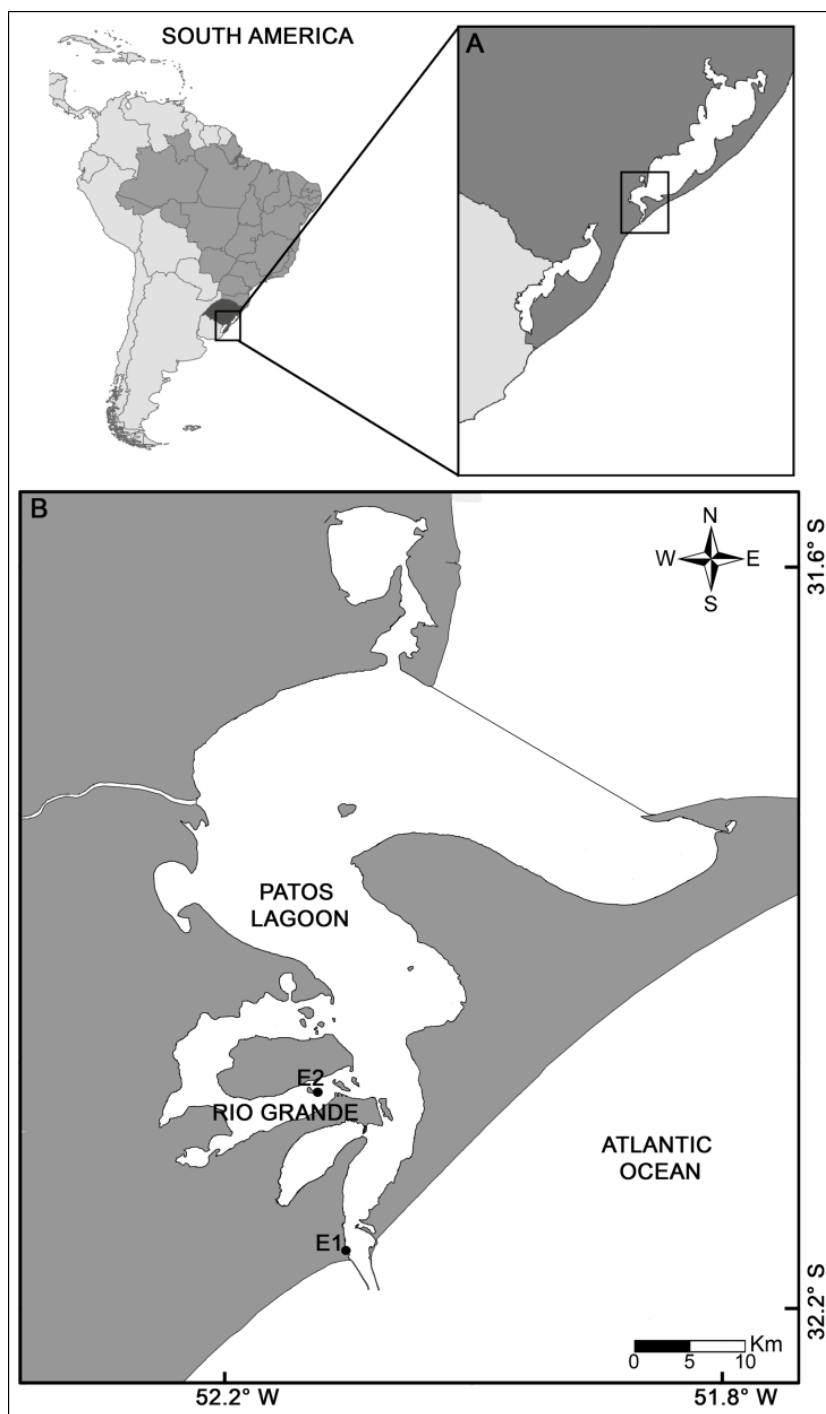 SOUTH AMERICA
A
B
N
W E
S
31.6° S
PATOS
LAGOON
E2
RIO GRANDE
ATLANTIC
OCEAN
E1
32.2° S
Km
0 5 10
52.2° W
51.8° W